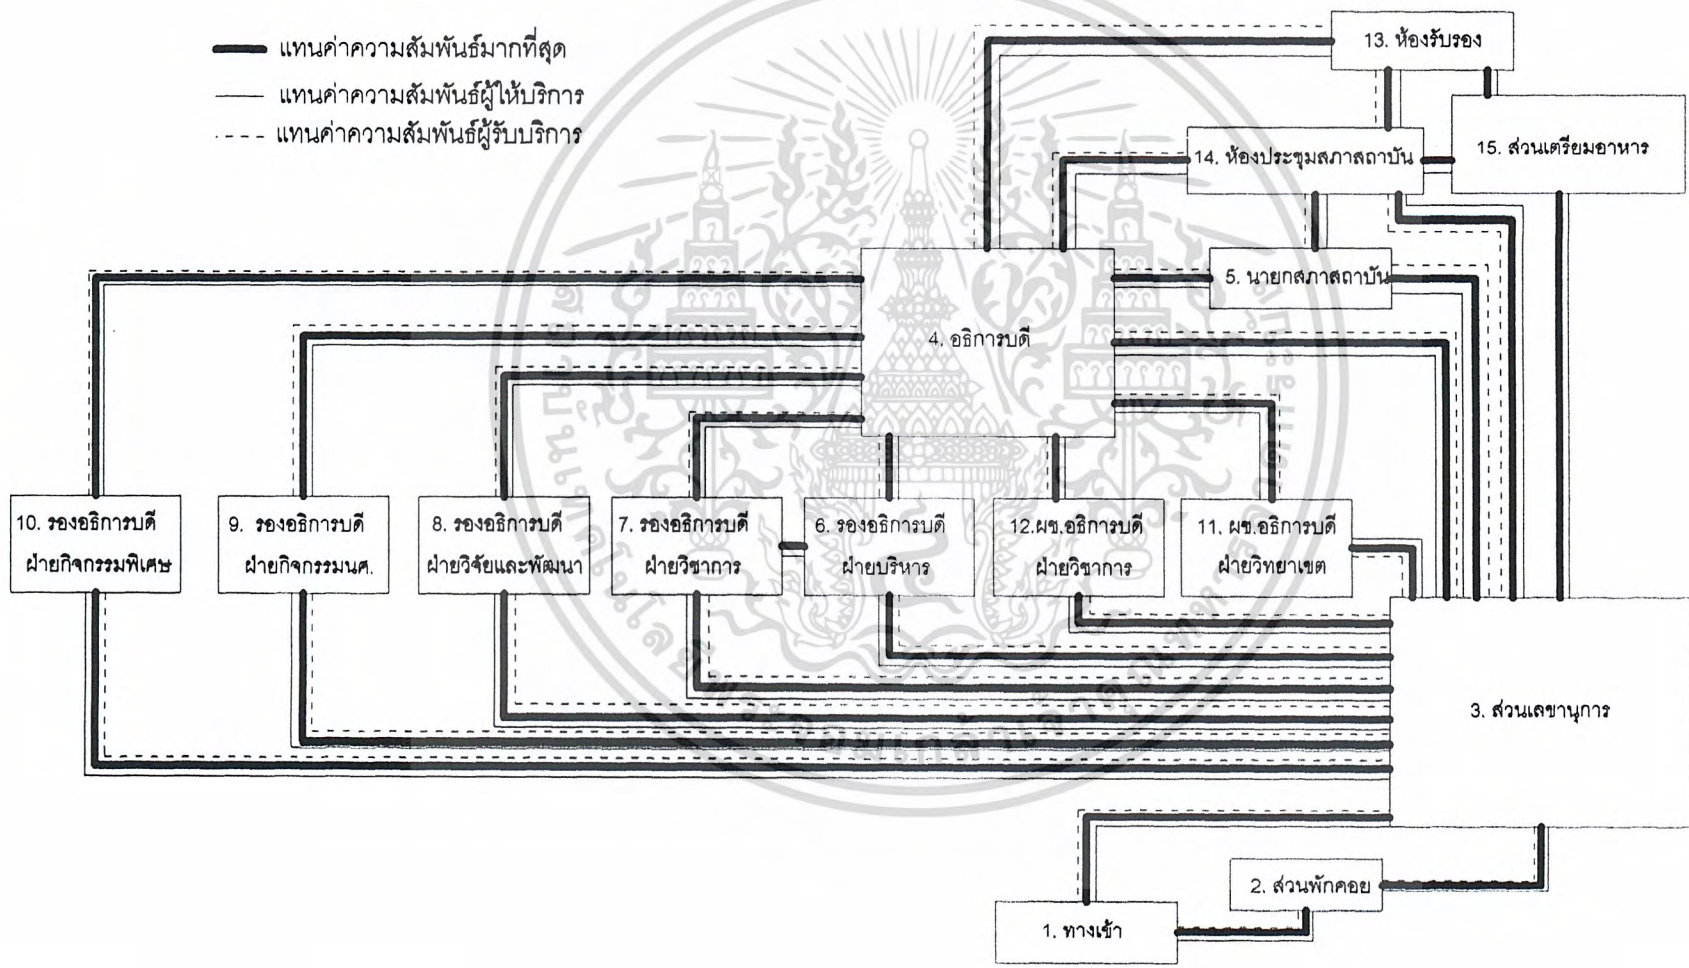 แทนค่าความสัมพันธ์มากที่สุด
แทนค่าความสัมพันธ์ผู้ให้บริการ
แทนค่าความสัมพันธ์ผู้รับบริการ
13. ห้องรับรอง
14. ห้องประชุมสภาสถาบัน
15. ส่วนเตรียมอาหาร
5. นายกสภาสถาบัน
4. อธิการบดี
10. รองอธิการบดี
ฝ่ายกิจกรรมพิเศษ
9. รองอธิการบดี
ฝ่ายกิจกรรมนศ.
8. รองอธิการบดี
ฝ่ายวิจัยและพัฒนา
7. รองอธิการบดี
ฝ่ายวิชาการ
6. รองอธิการบดี
ฝ่ายบริหาร
12.ผช.อธิการบดี
ฝ่ายวิชาการ
11. ผช.อธิการบดี
ฝ่ายวิทยาเขต
3. ส่วนเลขานุการ
2. ส่วนพักคอย
1. ทางเข้า